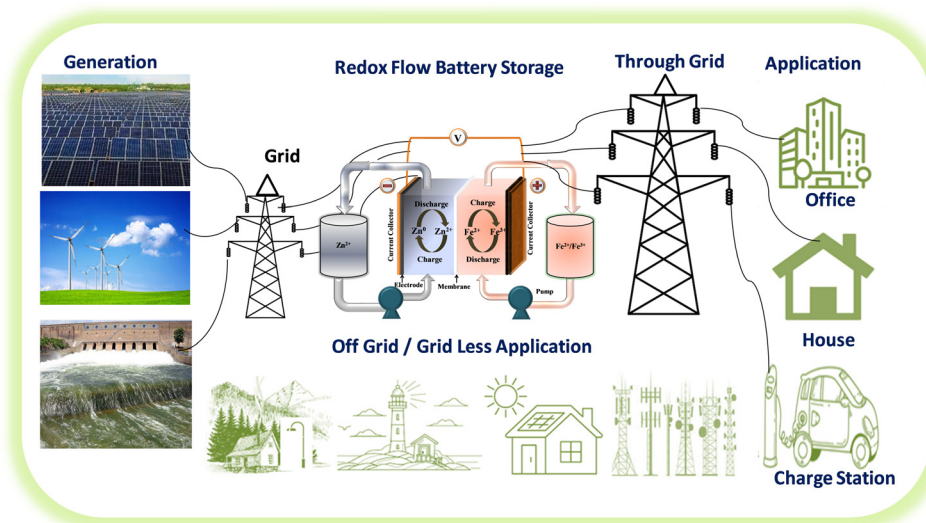 Generation
Redox Flow Battery Storage
Through Grid
Application
Grid
V
−
+
Discharge
Charge
Zn⁰
Zn²⁺
Fe²⁺
Fe³⁺
Charge
Discharge
Zn²⁺
Fe²⁺/Fe³⁺
Current Collector
Current Collector
Electrode
Membrane
Pump
Office
House
Off Grid / Grid Less Application
Charge Station